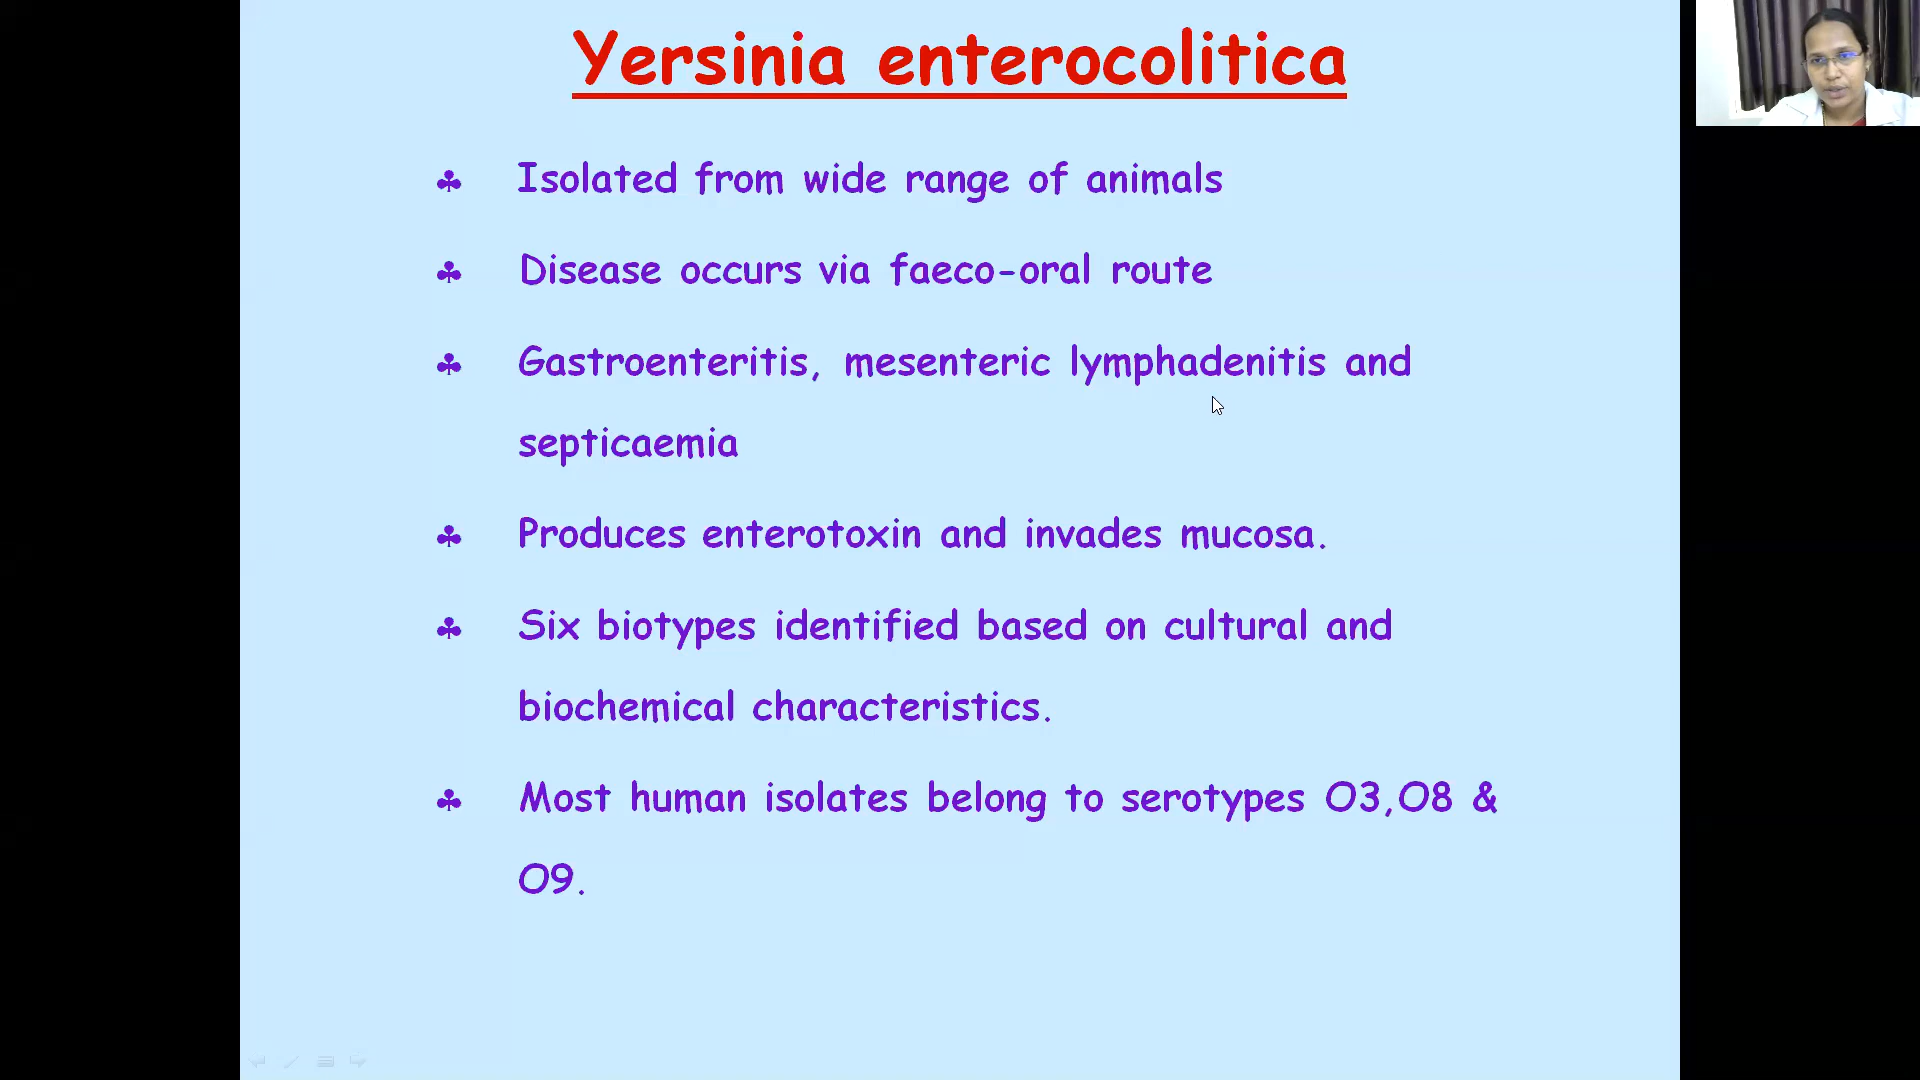 Yersinia enterocolitica
♣ Isolated from wide range of animals
♣ Disease occurs via faeco-oral route
♣ Gastroenteritis, mesenteric lymphadenitis and
septicaemia
♣ Produces enterotoxin and invades mucosa.
♣ Six biotypes identified based on cultural and
biochemical characteristics.
♣ Most human isolates belong to serotypes O3,O8 &
O9.